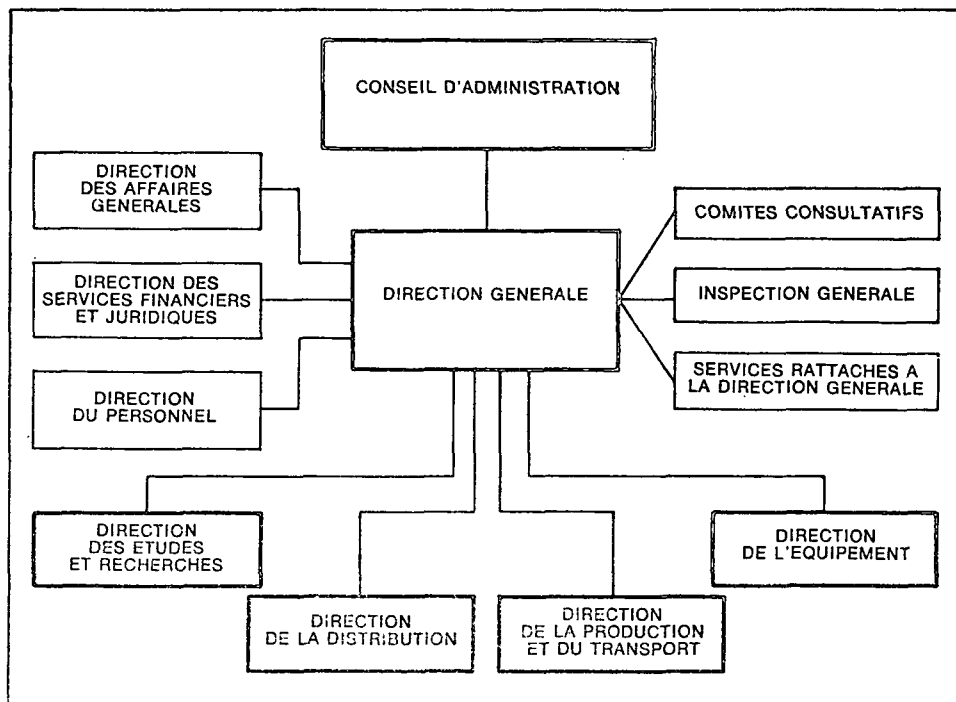 CONSEIL D'ADMINISTRATION
DIRECTION
DES AFFAIRES
GENERALES
DIRECTION DES
SERVICES FINANCIERS
ET JURIDIQUES
DIRECTION
DU PERSONNEL
DIRECTION GENERALE
COMITES CONSULTATIFS
INSPECTION GENERALE
SERVICES RATTACHES A
LA DIRECTION GENERALE
DIRECTION
DES ETUDES
ET RECHERCHES
DIRECTION
DE LA DISTRIBUTION
DIRECTION
DE LA PRODUCTION
ET DU TRANSPORT
DIRECTION
DE L'EQUIPEMENT